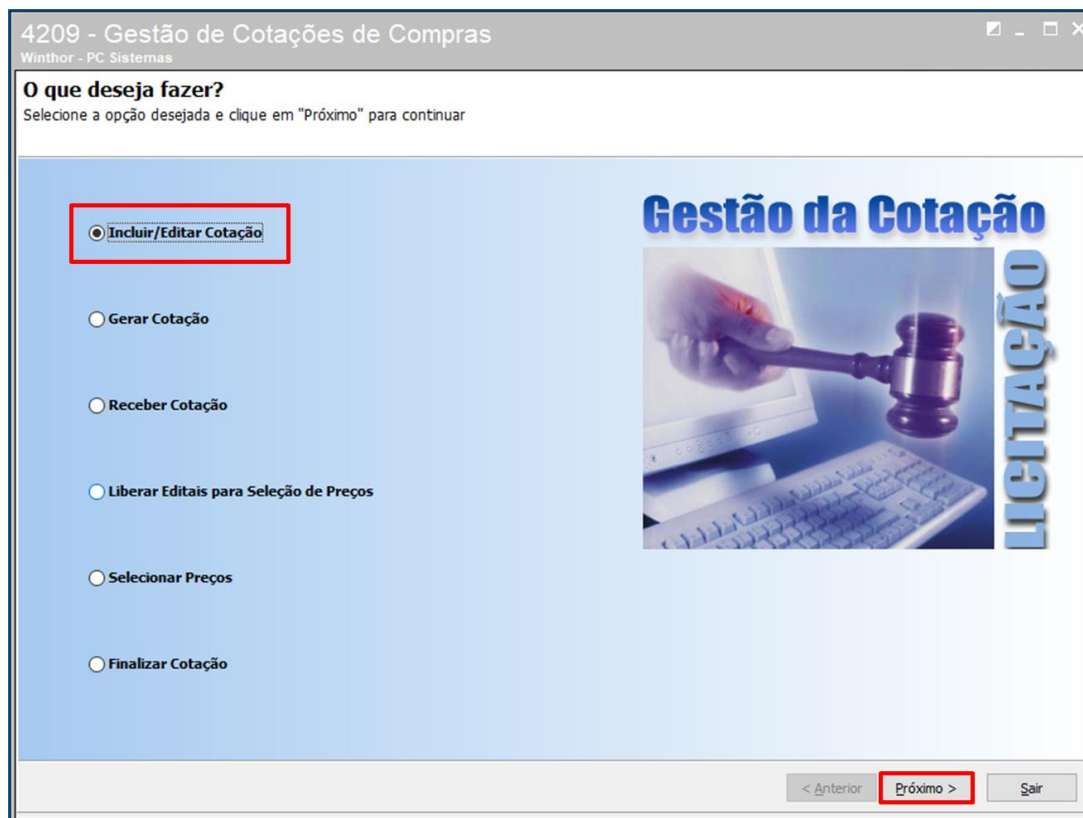 4209 - Gestão de Cotações de Compras
Winthor - PC Sistemas
O que deseja fazer?
Selecione a opção desejada e clique em "Próximo" para continuar
Incluir/Editar Cotação
Gerar Cotação
Receber Cotação
Liberar Editais para Seleção de Preços
Selecionar Preços
Finalizar Cotação
Gestão da Cotação
LICITAÇÃO
< Anterior
Próximo >
Sair